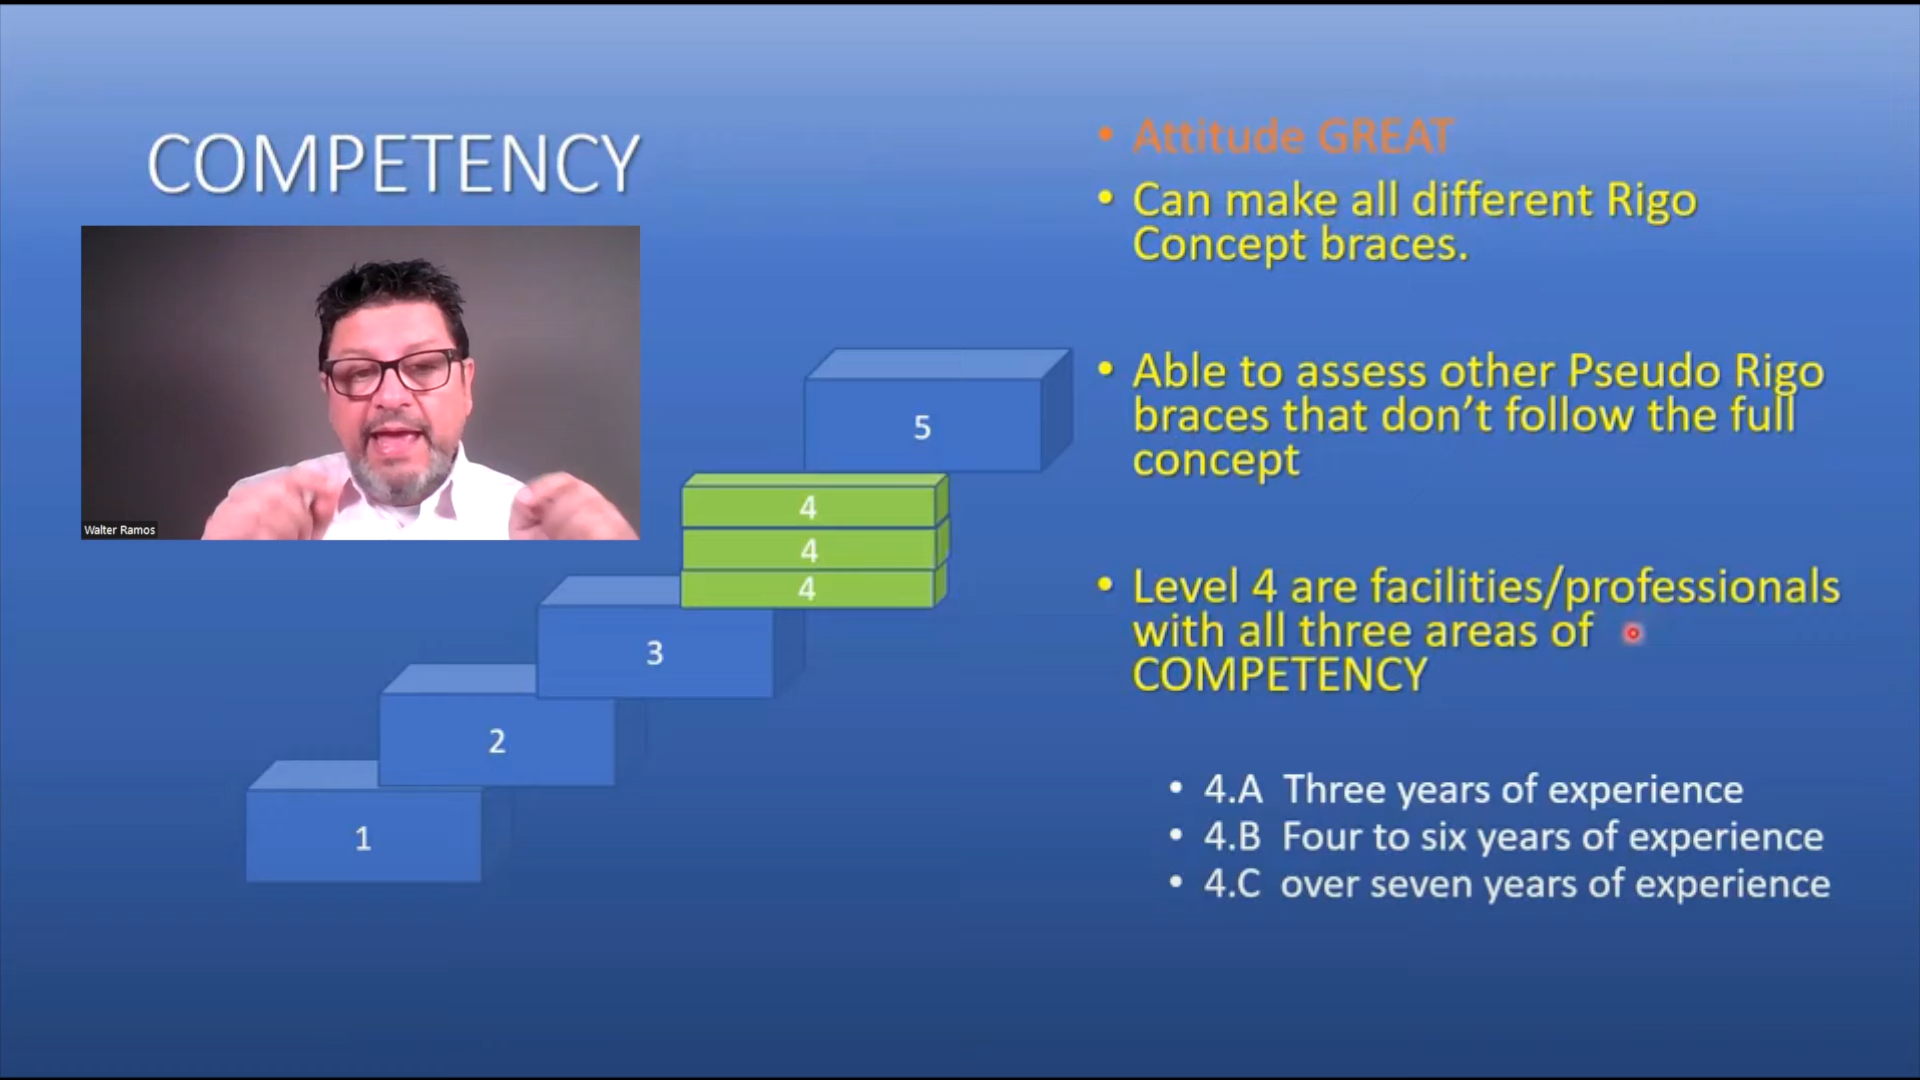 COMPETENCY
Walter Ramos
5
4
4
4
3
2
1
• Attitude GREAT
• Can make all different Rigo
Concept braces.
• Able to assess other Pseudo Rigo
braces that don’t follow the full
concept
• Level 4 are facilities/professionals
with all three areas of
COMPETENCY
• 4.A Three years of experience
• 4.B Four to six years of experience
• 4.C over seven years of experience